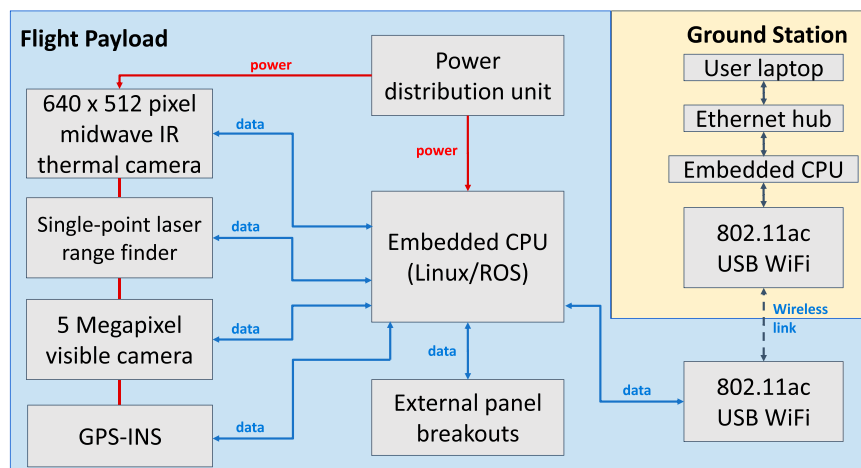 Flight Payload
power
Power
distribution unit
640 x 512 pixel
midwave IR
thermal camera
data
power
Single-point laser
range finder
data
Embedded CPU
(Linux/ROS)
5 Megapixel
visible camera
data
data
External panel
breakouts
GPS-INS
data
data
802.11ac
USB WiFi
Ground Station
User laptop
Ethernet hub
Embedded CPU
802.11ac
USB WiFi
Wireless
link